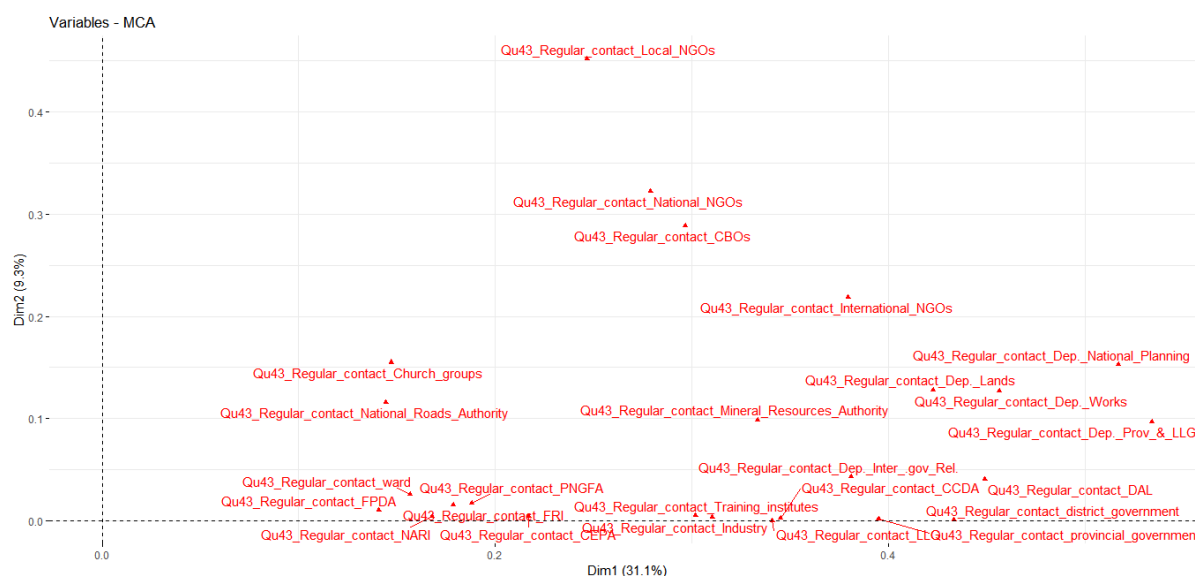 Variables - MCA
Qu43_Regular_contact_Local_NGOs
0.4
Qu43_Regular_contact_National_NGOs
0.3
Qu43_Regular_contact_CBOs
Qu43_Regular_contact_International_NGOs
0.2
Qu43_Regular_contact_Dep._National_Planning
Qu43_Regular_contact_Church_groups
Qu43_Regular_contact_Dep._Lands
Qu43_Regular_contact_Dep._Works
Qu43_Regular_contact_National_Roads_Authority
Qu43_Regular_contact_Mineral_Resources_Authority
0.1
Qu43_Regular_contact_Dep._Prov_&_LLG
Qu43_Regular_contact_Dep._Inter_.gov_Rel.
Qu43_Regular_contact_ward
Qu43_Regular_contact_PNGFA
Qu43_Regular_contact_CCDA
Qu43_Regular_contact_DAL
Qu43_Regular_contact_FPDA
Qu43_Regular_contact_Training_institutes
Qu43_Regular_contact_district_government
Qu43_Regular_contact_FRI
0.0
Qu43_Regular_contact_Industry
Qu43_Regular_contact_NARI
Qu43_Regular_contact_CEPA
Qu43_Regular_contact_LLG
Qu43_Regular_contact_provincial_government
0.0
0.2
0.4
Dim1 (31.1%)
Dim2 (9.3%)